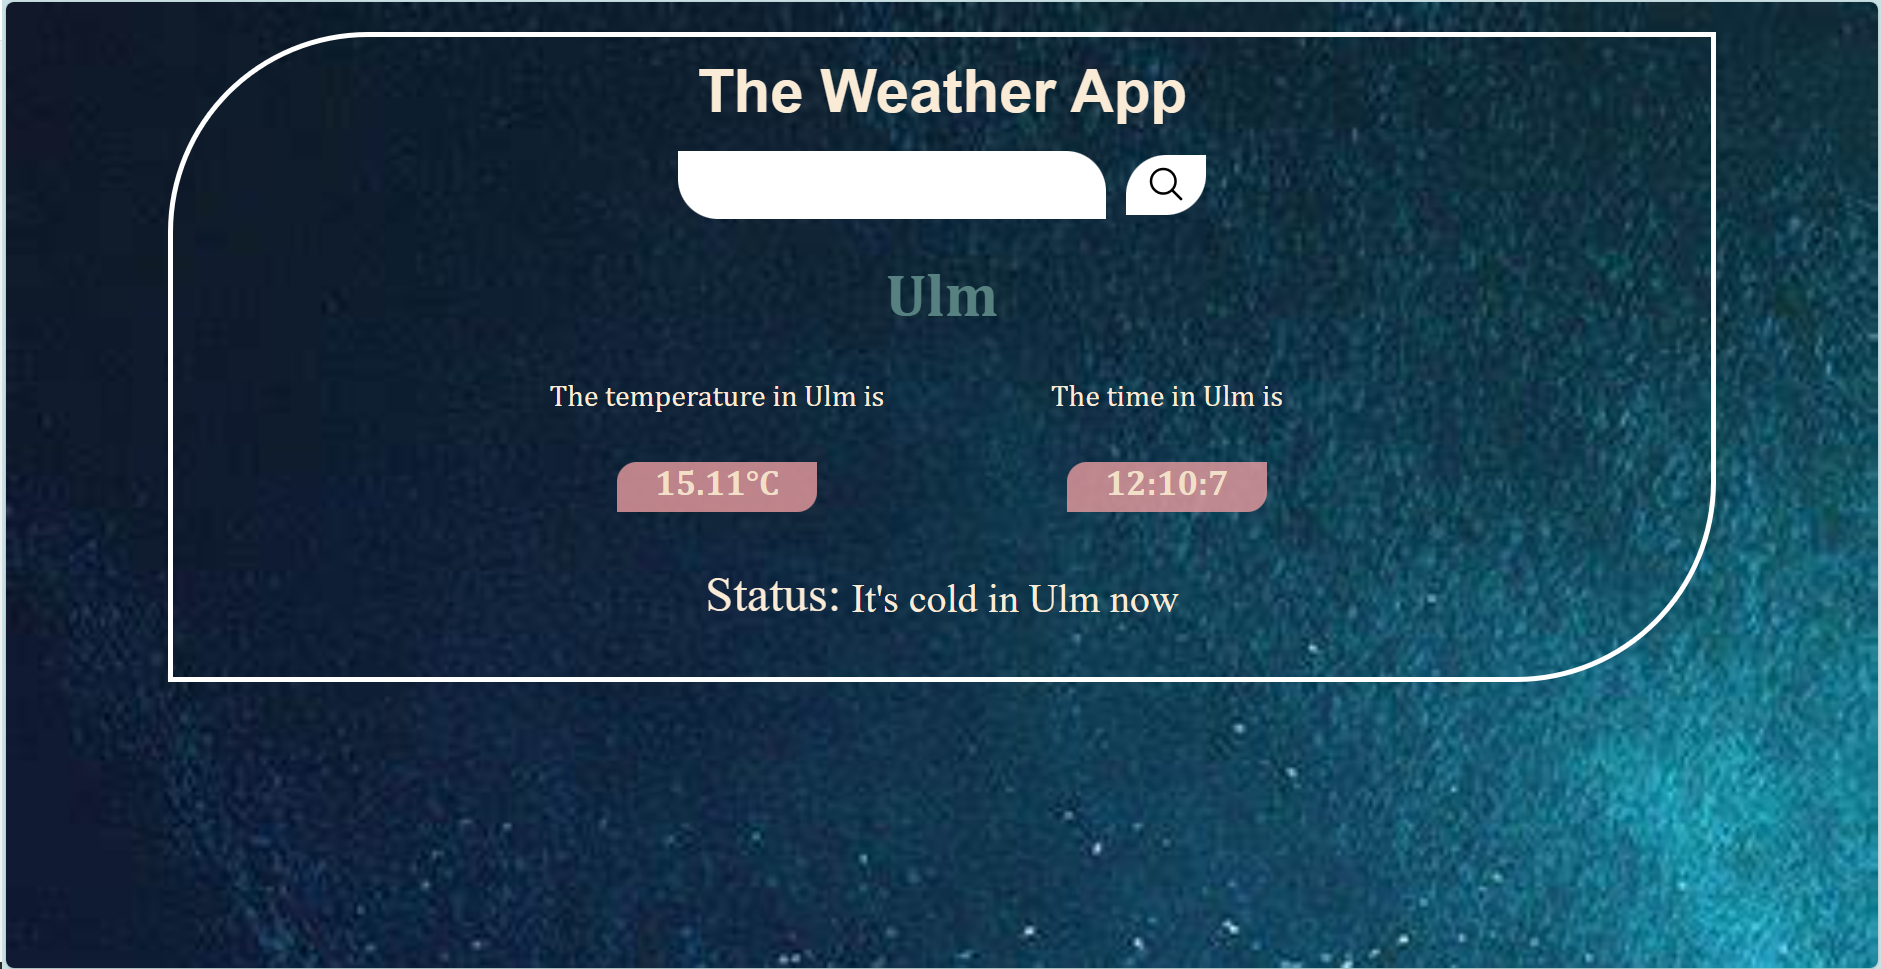 The Weather App
Ulm
The temperature in Ulm is
The time in Ulm is
15.11°C
12:10:7
Status: It's cold in Ulm now